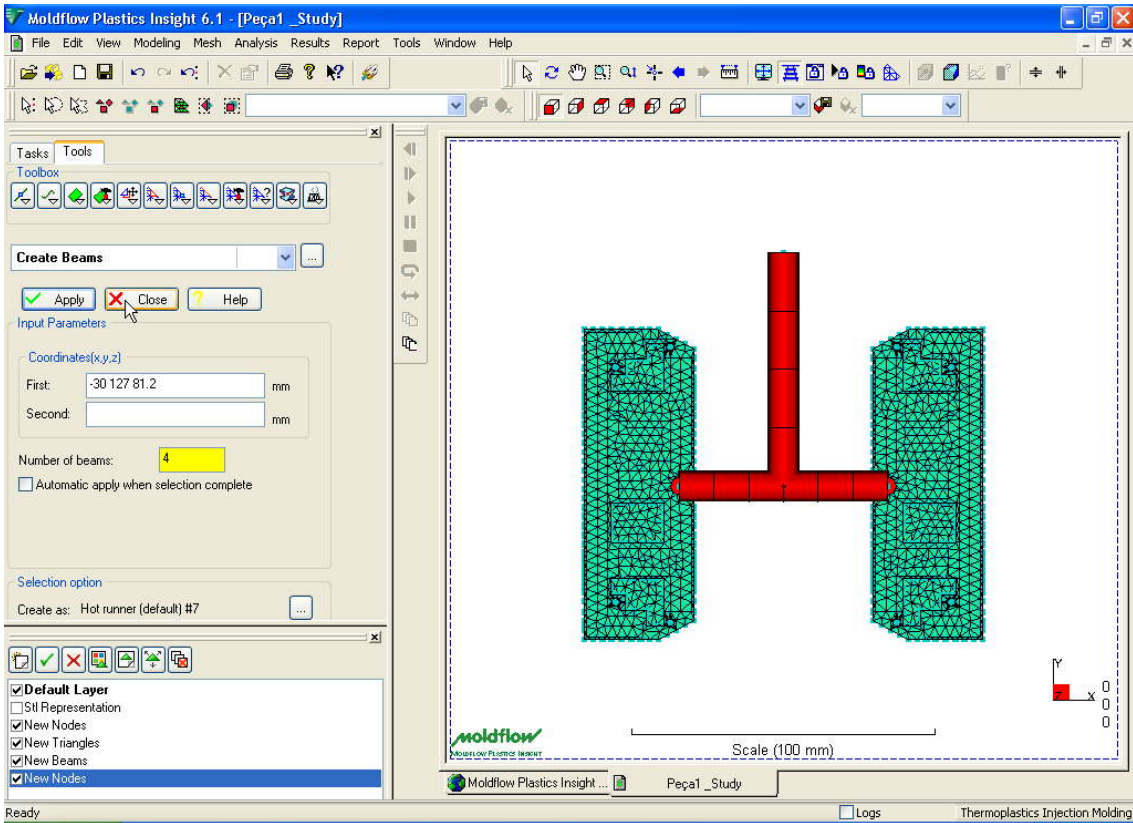 Moldflow Plastics Insight 6.1 - [Peça1 _Study]
File Edit View Modeling Mesh Analysis Results Report Tools Window Help
Tasks Tools
Toolbox
Create Beams
...
Apply Close ? Help
Input Parameters
Coordinates(x,y,z)
First: -30 127 81.2 mm
Second: mm
Number of beams: 4
Automatic apply when selection complete
Selection option
Create as: Hot runner (default) #7 ...
Default Layer
Stl Representation
New Nodes
New Triangles
New Beams
New Nodes
Y
Z X 0
0
0
moldflow
MOLDFLOW PLASTICS INSIGHT
Scale (100 mm)
Moldflow Plastics Insight ... Peça1 _Study
Ready Logs Thermoplastics Injection Molding